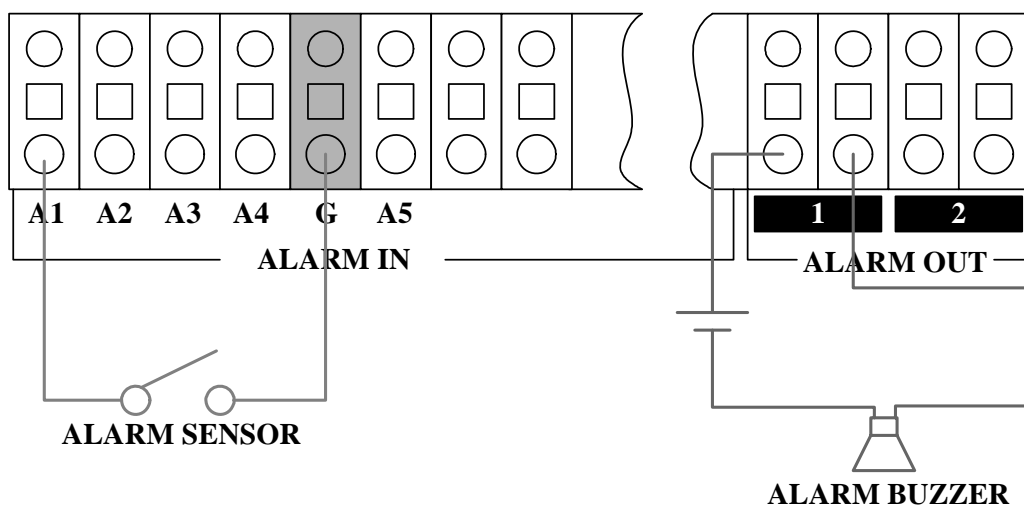 A1 A2 A3 A4 G A5
1 2
ALARM IN
ALARM OUT
ALARM SENSOR
ALARM BUZZER